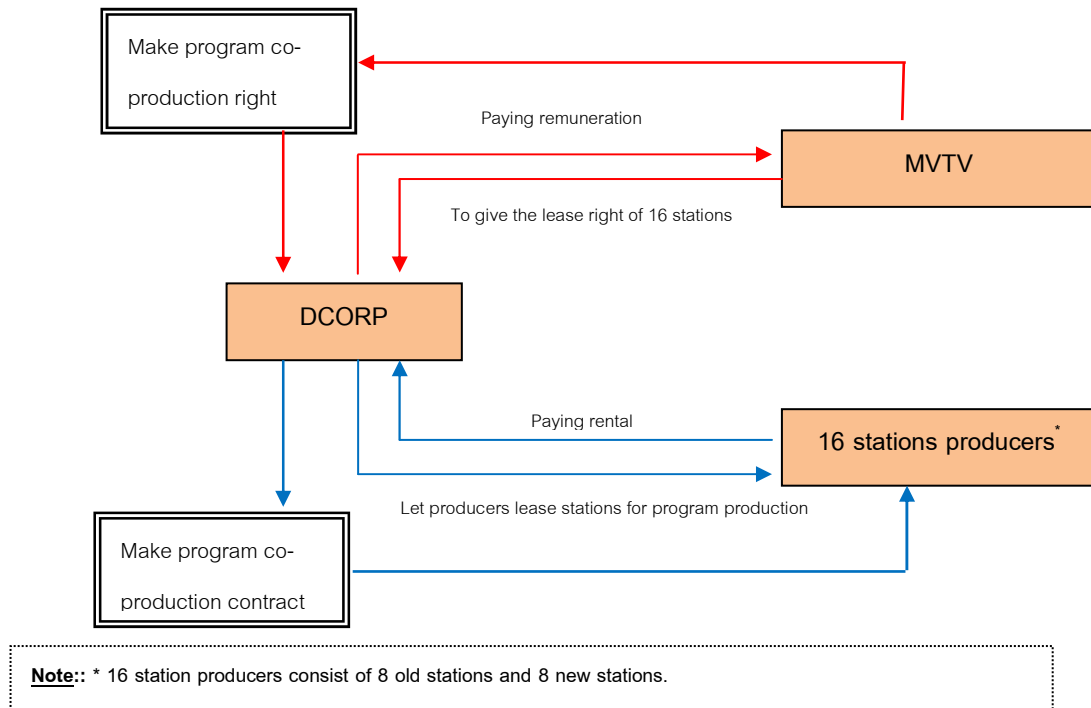 Make program co-
production right
Paying remuneration
MVTV
To give the lease right of 16 stations
DCORP
Paying rental
16 stations producers*
Let producers lease stations for program production
Make program co-
production contract
Note:: * 16 station producers consist of 8 old stations and 8 new stations.